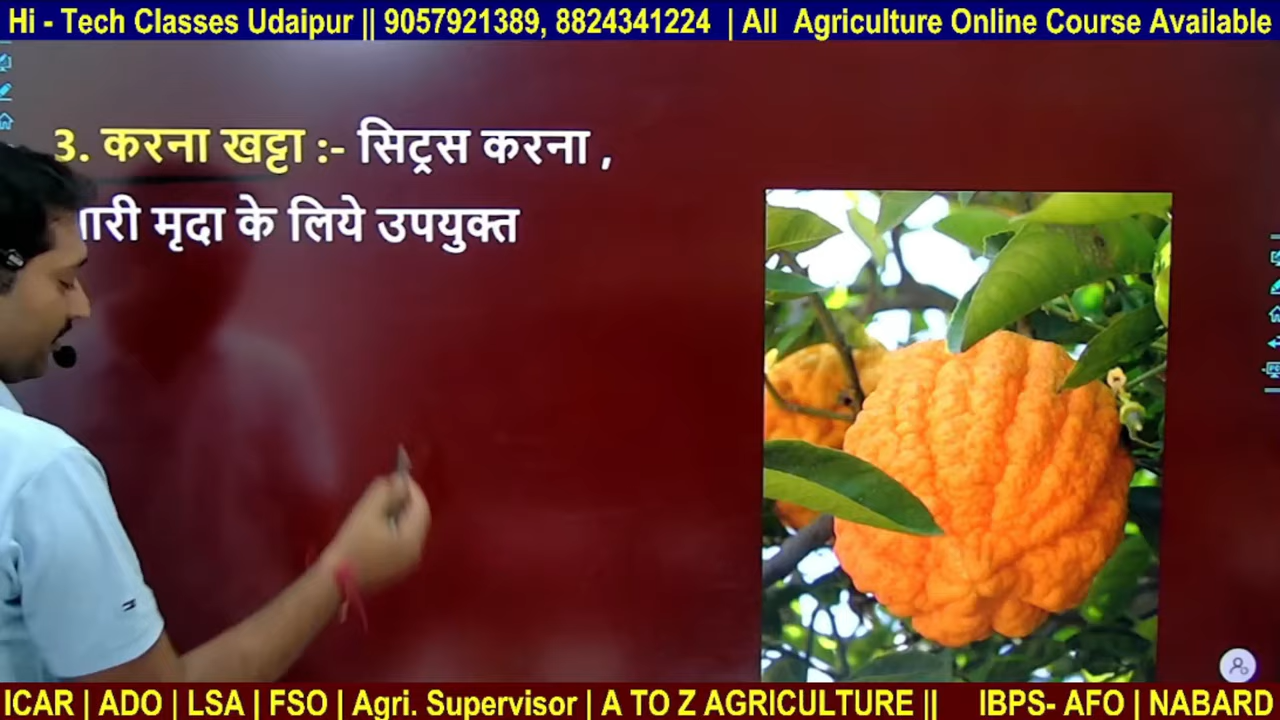 Hi - Tech Classes Udaipur || 9057921389, 8824341224 | All Agriculture Online Course Available
3. करना खट्टा :- सिट्रस करना ,
मृदा के लिये उपयुक्त
ICAR | ADO | LSA | FSO | Agri. Supervisor | A TO Z AGRICULTURE || IBPS- AFO | NABARD